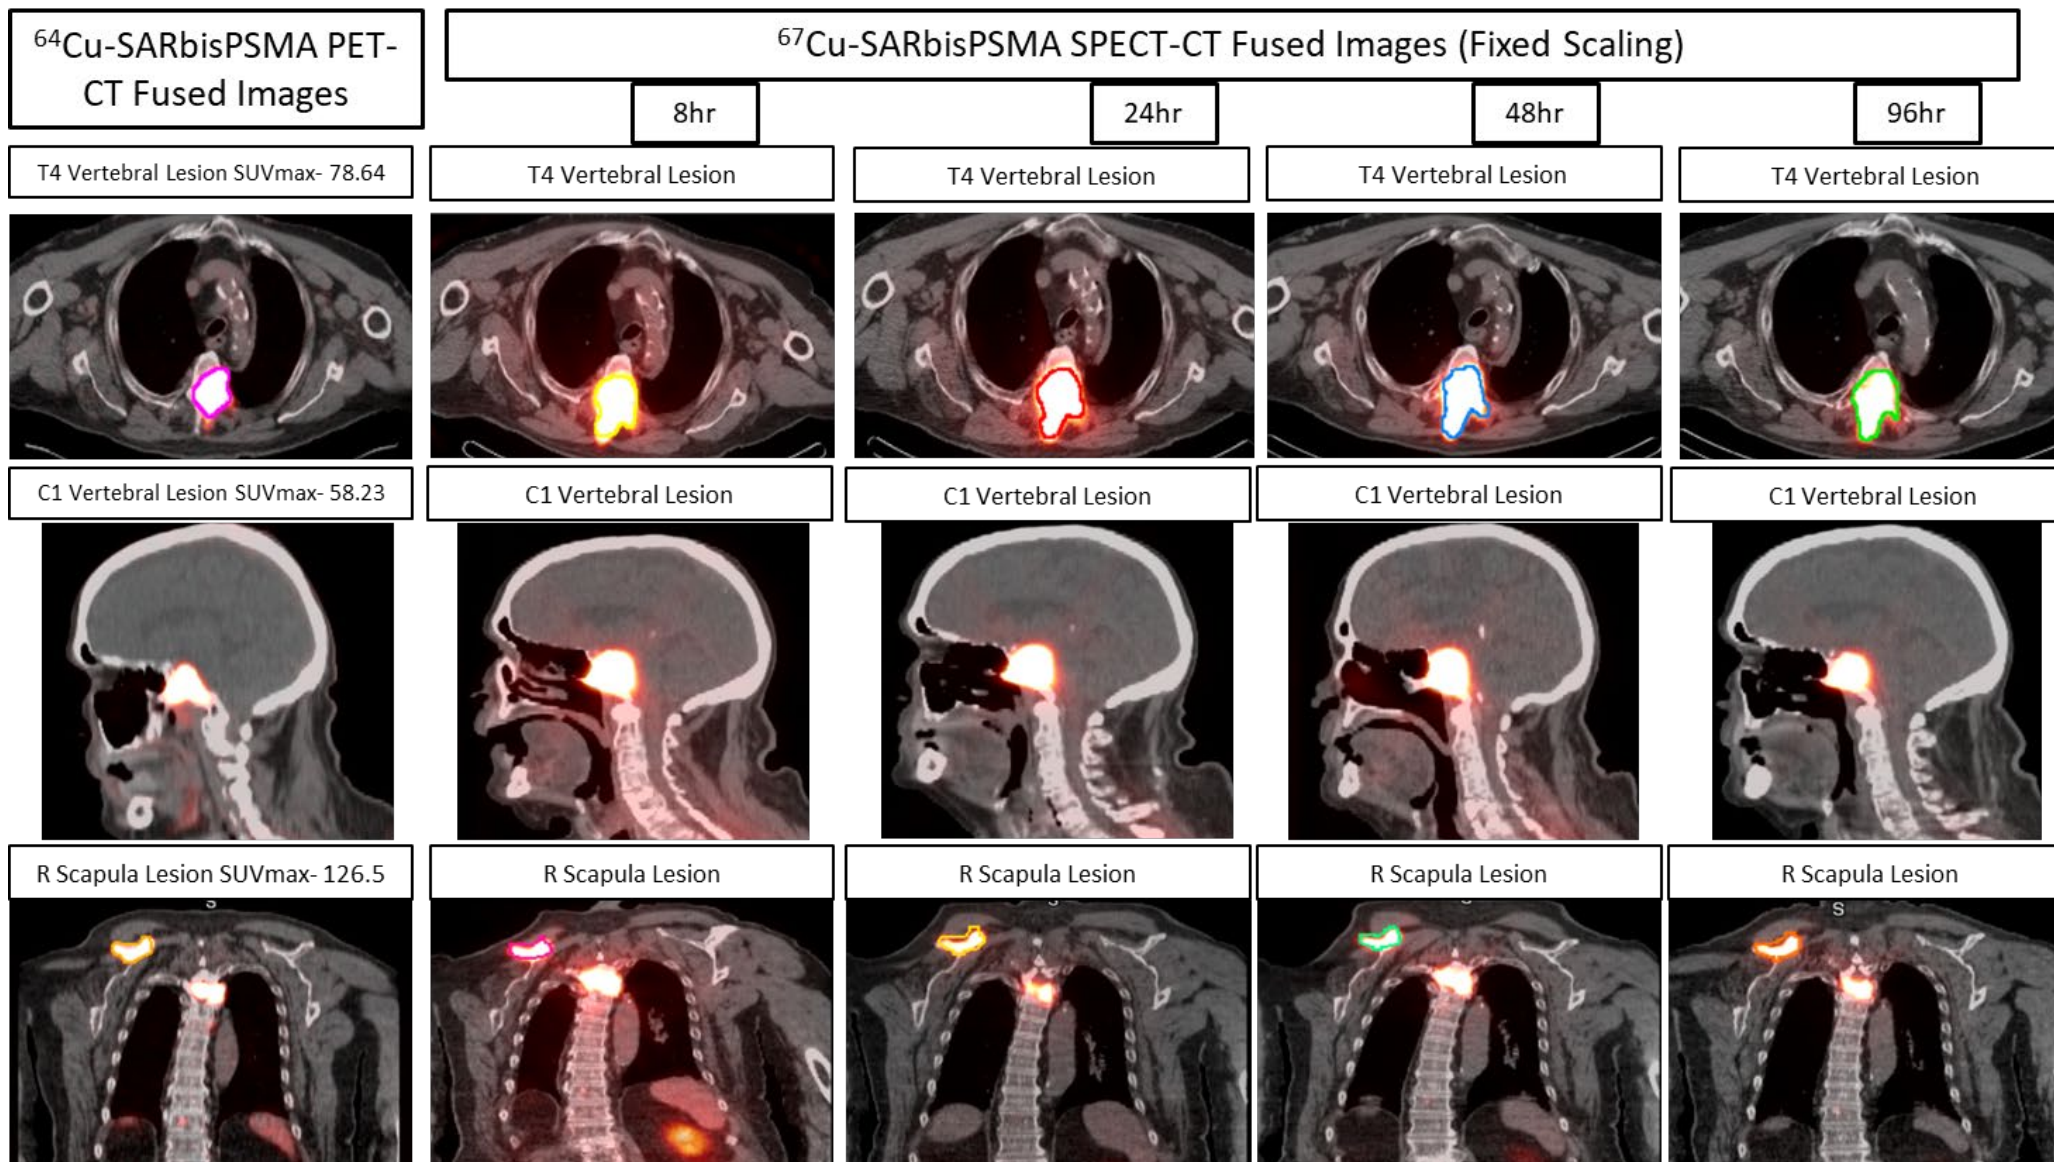 ⁶⁴Cu-SARbisPSMA PET-
CT Fused Images
⁶⁷Cu-SARbisPSMA SPECT-CT Fused Images (Fixed Scaling)
8hr
24hr
48hr
96hr
T4 Vertebral Lesion SUVmax- 78.64
T4 Vertebral Lesion
T4 Vertebral Lesion
T4 Vertebral Lesion
T4 Vertebral Lesion
C1 Vertebral Lesion SUVmax- 58.23
C1 Vertebral Lesion
C1 Vertebral Lesion
C1 Vertebral Lesion
C1 Vertebral Lesion
R Scapula Lesion SUVmax- 126.5
R Scapula Lesion
R Scapula Lesion
R Scapula Lesion
R Scapula Lesion
S
S